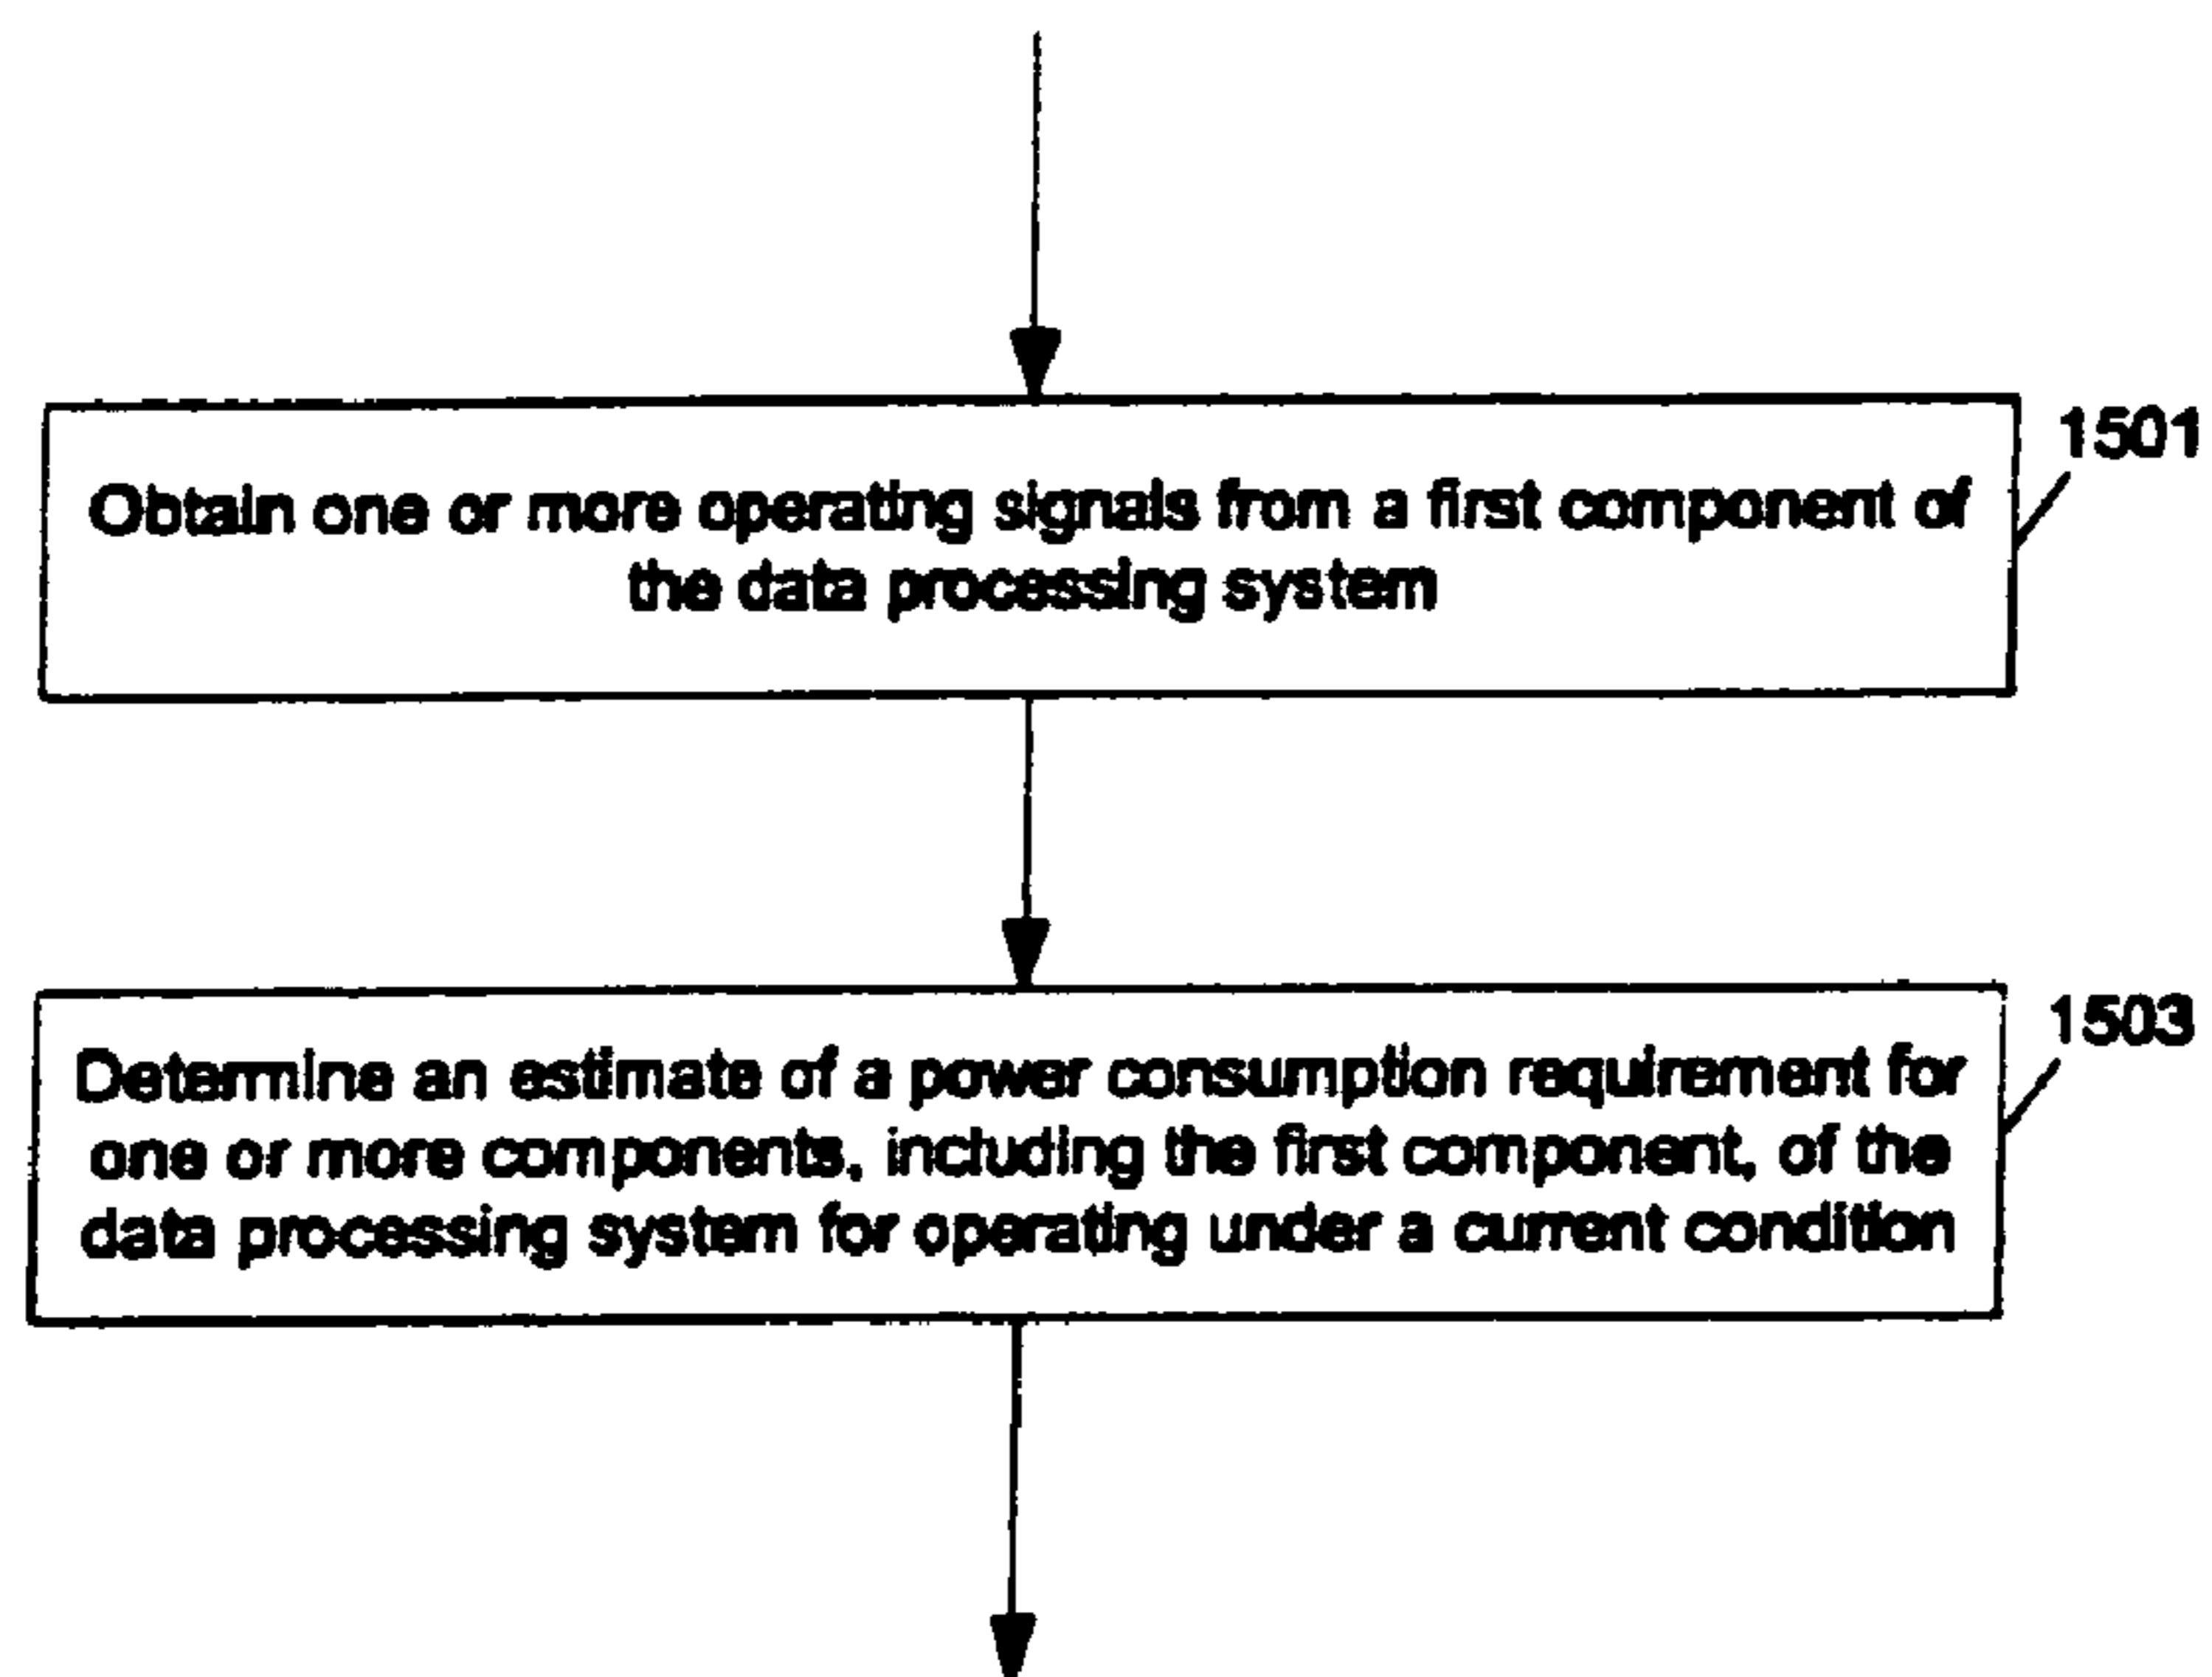 1501
Obtain one or more operating signals from a first component of
the data processing system
1503
Determine an estimate of a power consumption requirement for
one or more components, including the first component, of the
data processing system for operating under a current condition